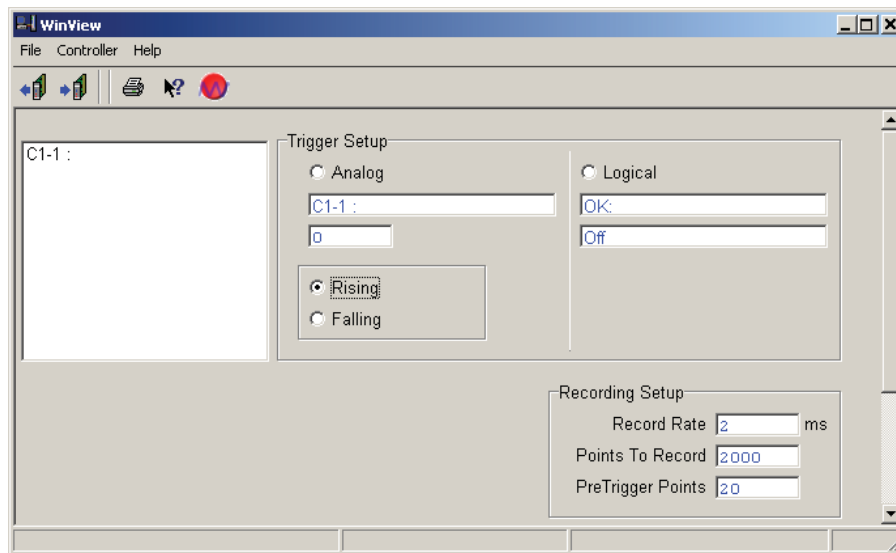 WinView
File Controller Help
C1-1 :
Trigger Setup
Analog
C1-1 :
0
Rising
Falling
Logical
OK:
Off
Recording Setup
Record Rate 2 ms
Points To Record 2000
PreTrigger Points 20